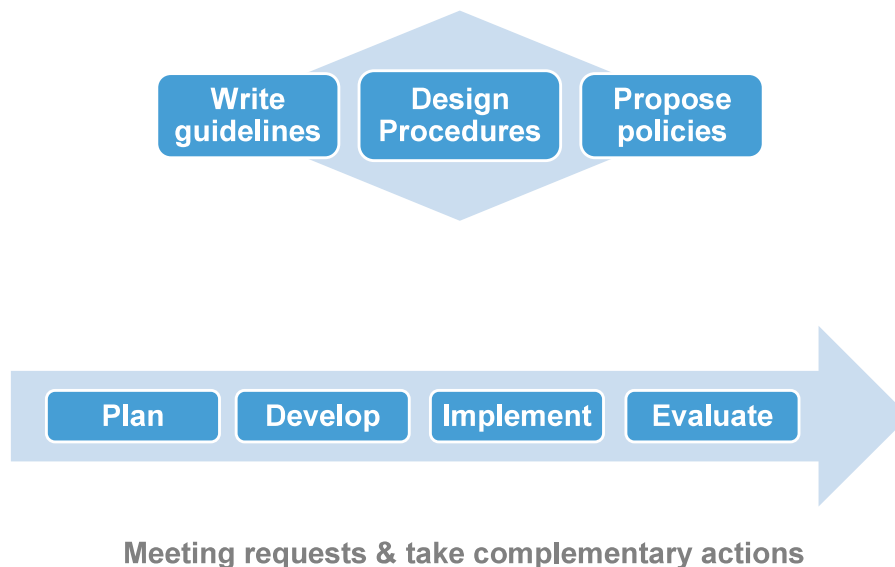 Write
guidelines
Design
Procedures
Propose
policies
Plan
Develop
Implement
Evaluate
Meeting requests & take complementary actions